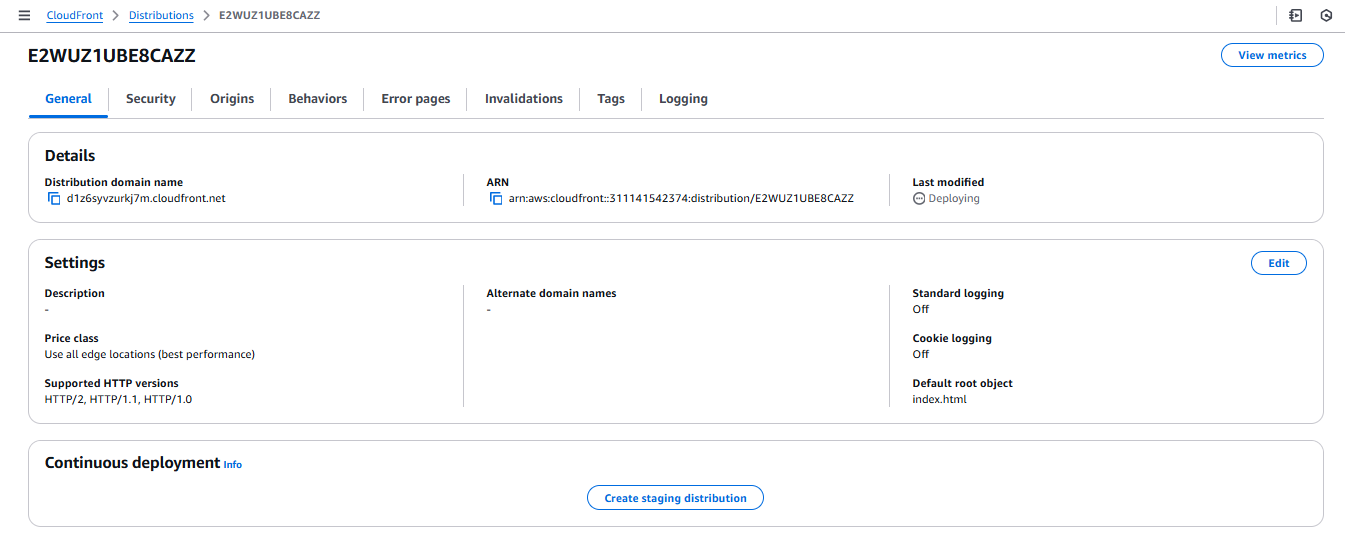 CloudFront > Distributions > E2WUZ1UBE8CAZZ
E2WUZ1UBE8CAZZ
View metrics
General Security Origins Behaviors Error pages Invalidations Tags Logging
Details
Distribution domain name
d1z6syvzurkj7m.cloudfront.net
ARN
arn:aws:cloudfront::311141542374:distribution/E2WUZ1UBE8CAZZ
Last modified
Deploying
Settings
Edit
Description
-
Price class
Use all edge locations (best performance)
Supported HTTP versions
HTTP/2, HTTP/1.1, HTTP/1.0
Alternate domain names
-
Standard logging
Off
Cookie logging
Off
Default root object
index.html
Continuous deployment Info
Create staging distribution